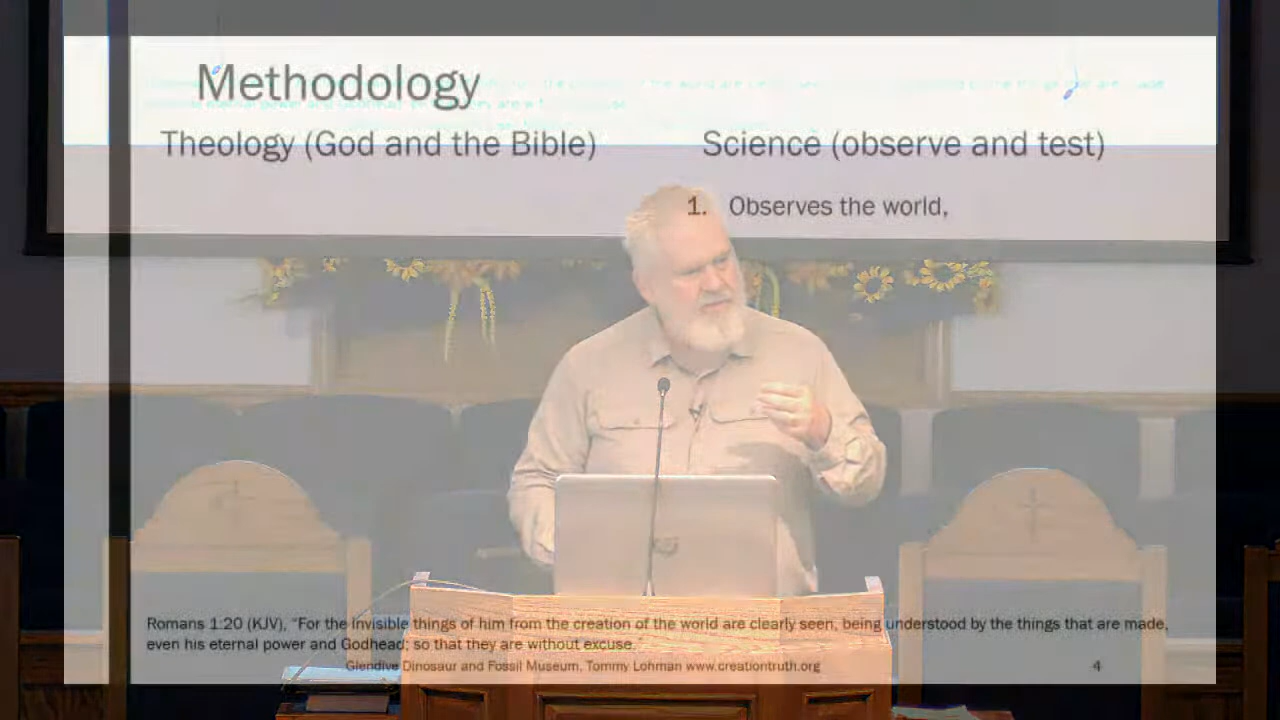 Methodology
Theology (God and the Bible) Science (observe and test)
1. Observes the world,
Romans 1:20 (KJV), “For the invisible things of him from the creation of the world are clearly seen, being understood by the things that are made,
even his eternal power and Godhead; so that they are without excuse.”
Glendive Dinosaur and Fossil Museum, Tommy Lohman www.creationtruth.org 4